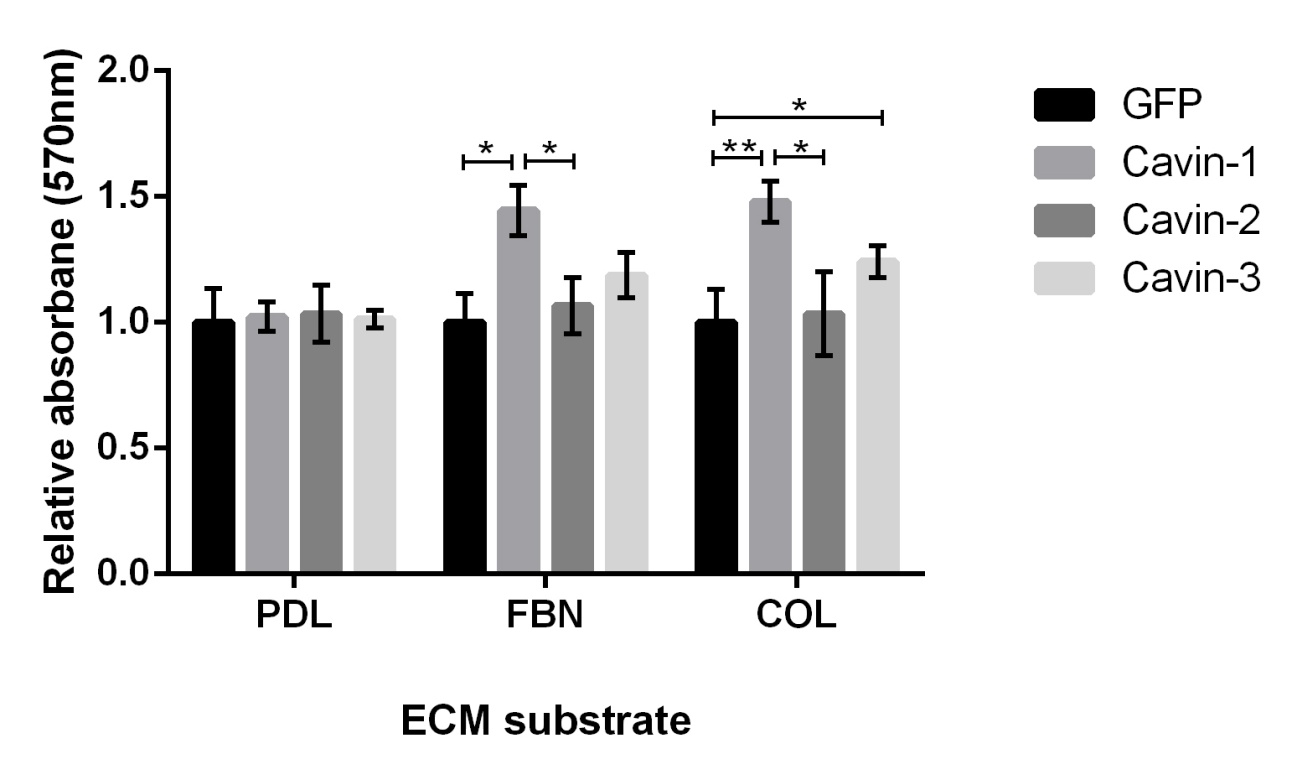 Relative absorbane (570nm)
2.0
1.5
1.0
0.5
0.0
*
* *
** *
PDL FBN COL
ECM substrate
GFP
Cavin-1
Cavin-2
Cavin-3